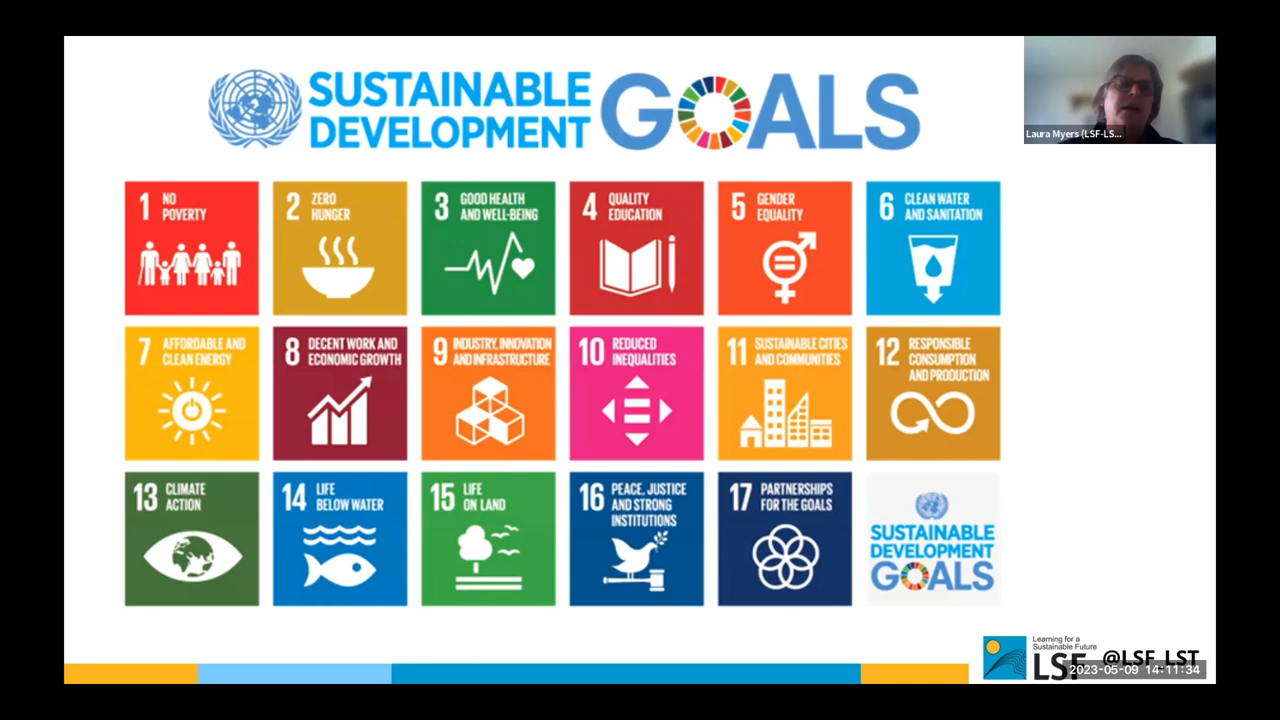 SUSTAINABLE
DEVELOPMENT
GOALS
Laura Myers (LSF-LS...
1 NO
POVERTY
2 ZERO
HUNGER
3 GOOD HEALTH
AND WELL-BEING
4 QUALITY
EDUCATION
5 GENDER
EQUALITY
6 CLEAN WATER
AND SANITATION
7 AFFORDABLE AND
CLEAN ENERGY
8 DECENT WORK AND
ECONOMIC GROWTH
9 INDUSTRY, INNOVATION
AND INFRASTRUCTURE
10 REDUCED
INEQUALITIES
11 SUSTAINABLE CITIES
AND COMMUNITIES
12 RESPONSIBLE
CONSUMPTION
AND PRODUCTION
13 CLIMATE
ACTION
14 LIFE
BELOW WATER
15 LIFE
ON LAND
16 PEACE, JUSTICE
AND STRONG
INSTITUTIONS
17 PARTNERSHIPS
FOR THE GOALS
SUSTAINABLE
DEVELOPMENT
GOALS
Learning for a
Sustainable Future
LSF
@LSF_LST
2023-05-09 14:11:34